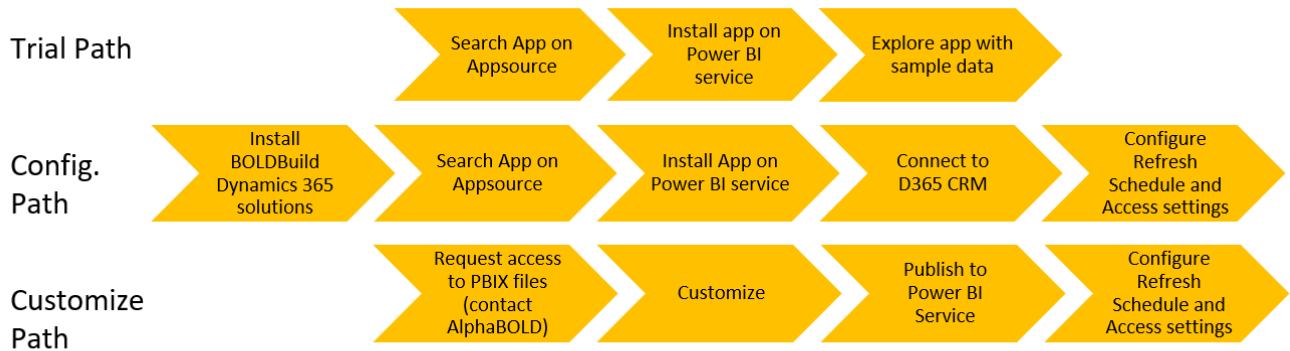 Trial Path
Search App on
Appsource
Install app on
Power BI
service
Explore app with
sample data
Config.
Path
Install
BOLDBuild
Dynamics 365
solutions
Search App on
Appsource
Install App on
Power BI service
Connect to
D365 CRM
Configure
Refresh
Schedule and
Access settings
Customize
Path
Request access
to PBIX files
(contact
AlphaBOLD)
Customize
Publish to
Power BI
Service
Configure
Refresh
Schedule and
Access settings